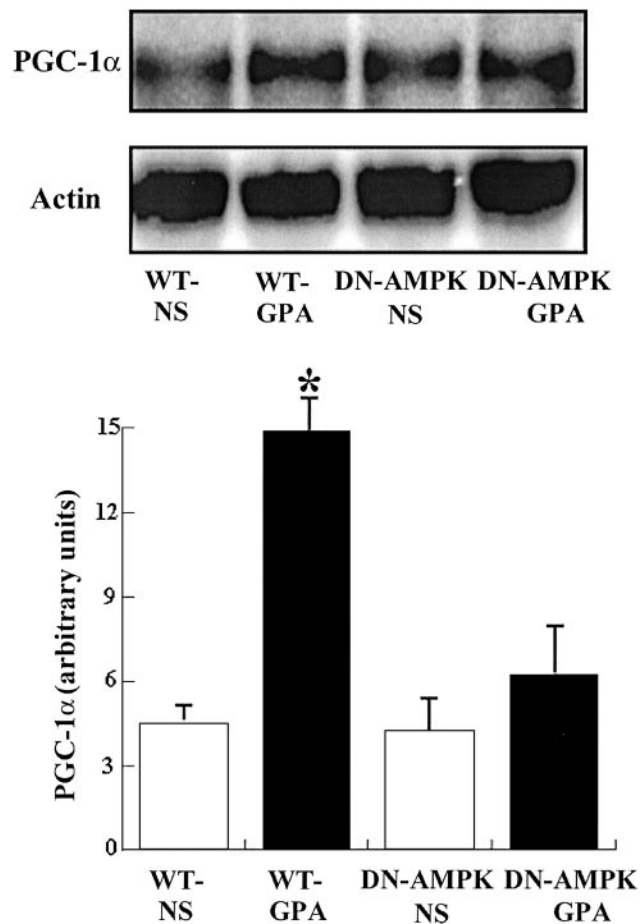 PGC-1α
Actin
WT-
NS
WT-
GPA
DN-AMPK
NS
DN-AMPK
GPA
*
15
12
9
6
3
0
PGC-1α (arbitrary units)
WT-
NS
WT-
GPA
DN-AMPK
NS
DN-AMPK
GPA